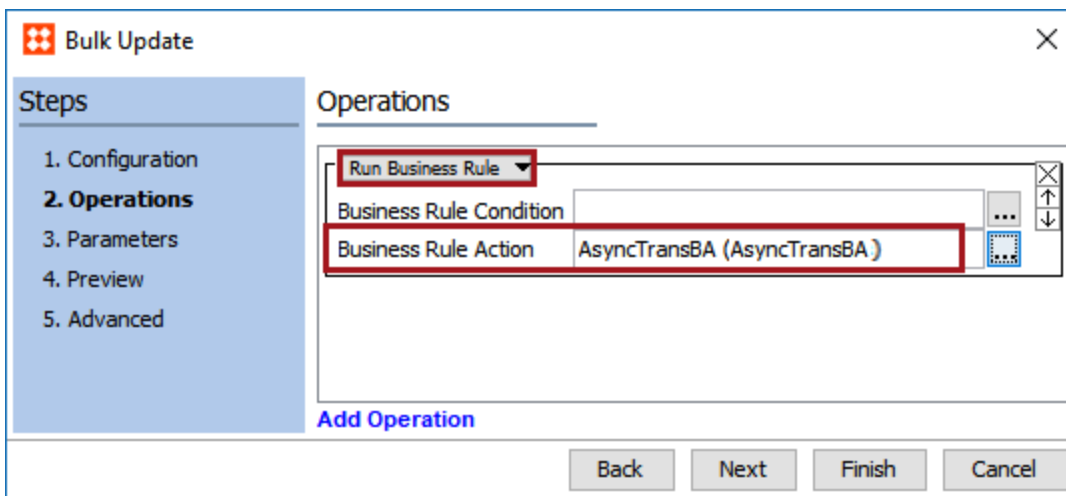 Bulk Update
Steps
1. Configuration
2. Operations
3. Parameters
4. Preview
5. Advanced
Operations
Run Business Rule
Business Rule Condition
...
Business Rule Action AsyncTransBA (AsyncTransBA)
...
Add Operation
Back Next Finish Cancel